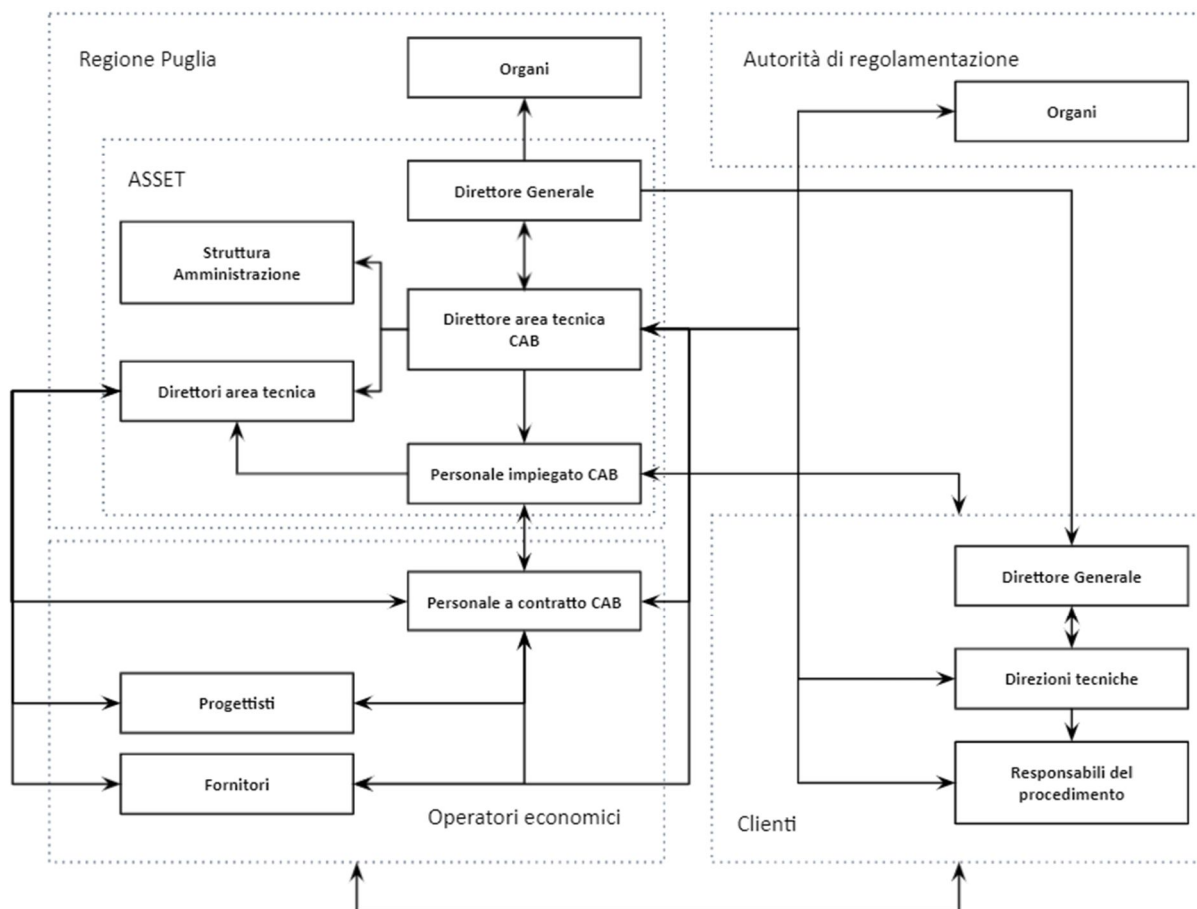 Regione Puglia
Organi
ASSET
Direttore Generale
Struttura
Amministrazione
Direttore area tecnica
CAB
Direttori area tecnica
Personale impiegato CAB
Personale a contratto CAB
Progettisti
Fornitori
Operatori economici
Autorità di regolamentazione
Organi
Direttore Generale
Direzioni tecniche
Responsabili del
procedimento
Clienti